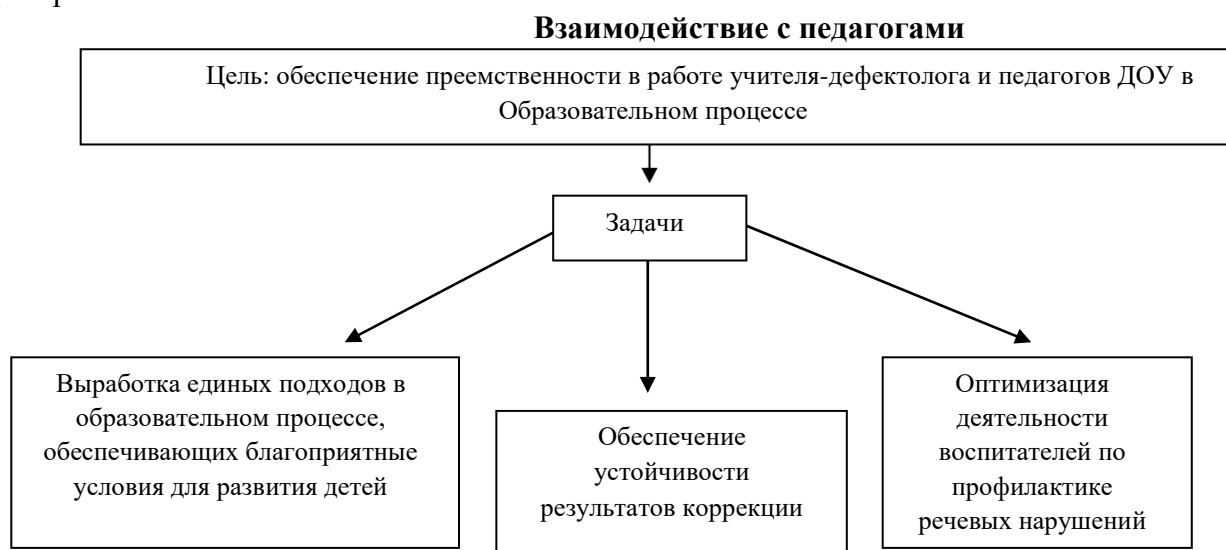 Взаимодействие с педагогами
Цель: обеспечение преемственности в работе учителя-дефектолога и педагогов ДОУ в
Образовательном процессе
Задачи
Выработка единых подходов в
образовательном процессе,
обеспечивающих благоприятные
условия для развития детей
Обеспечение
устойчивости
результатов коррекции
Оптимизация
деятельности
воспитателей по
профилактике
речевых нарушений